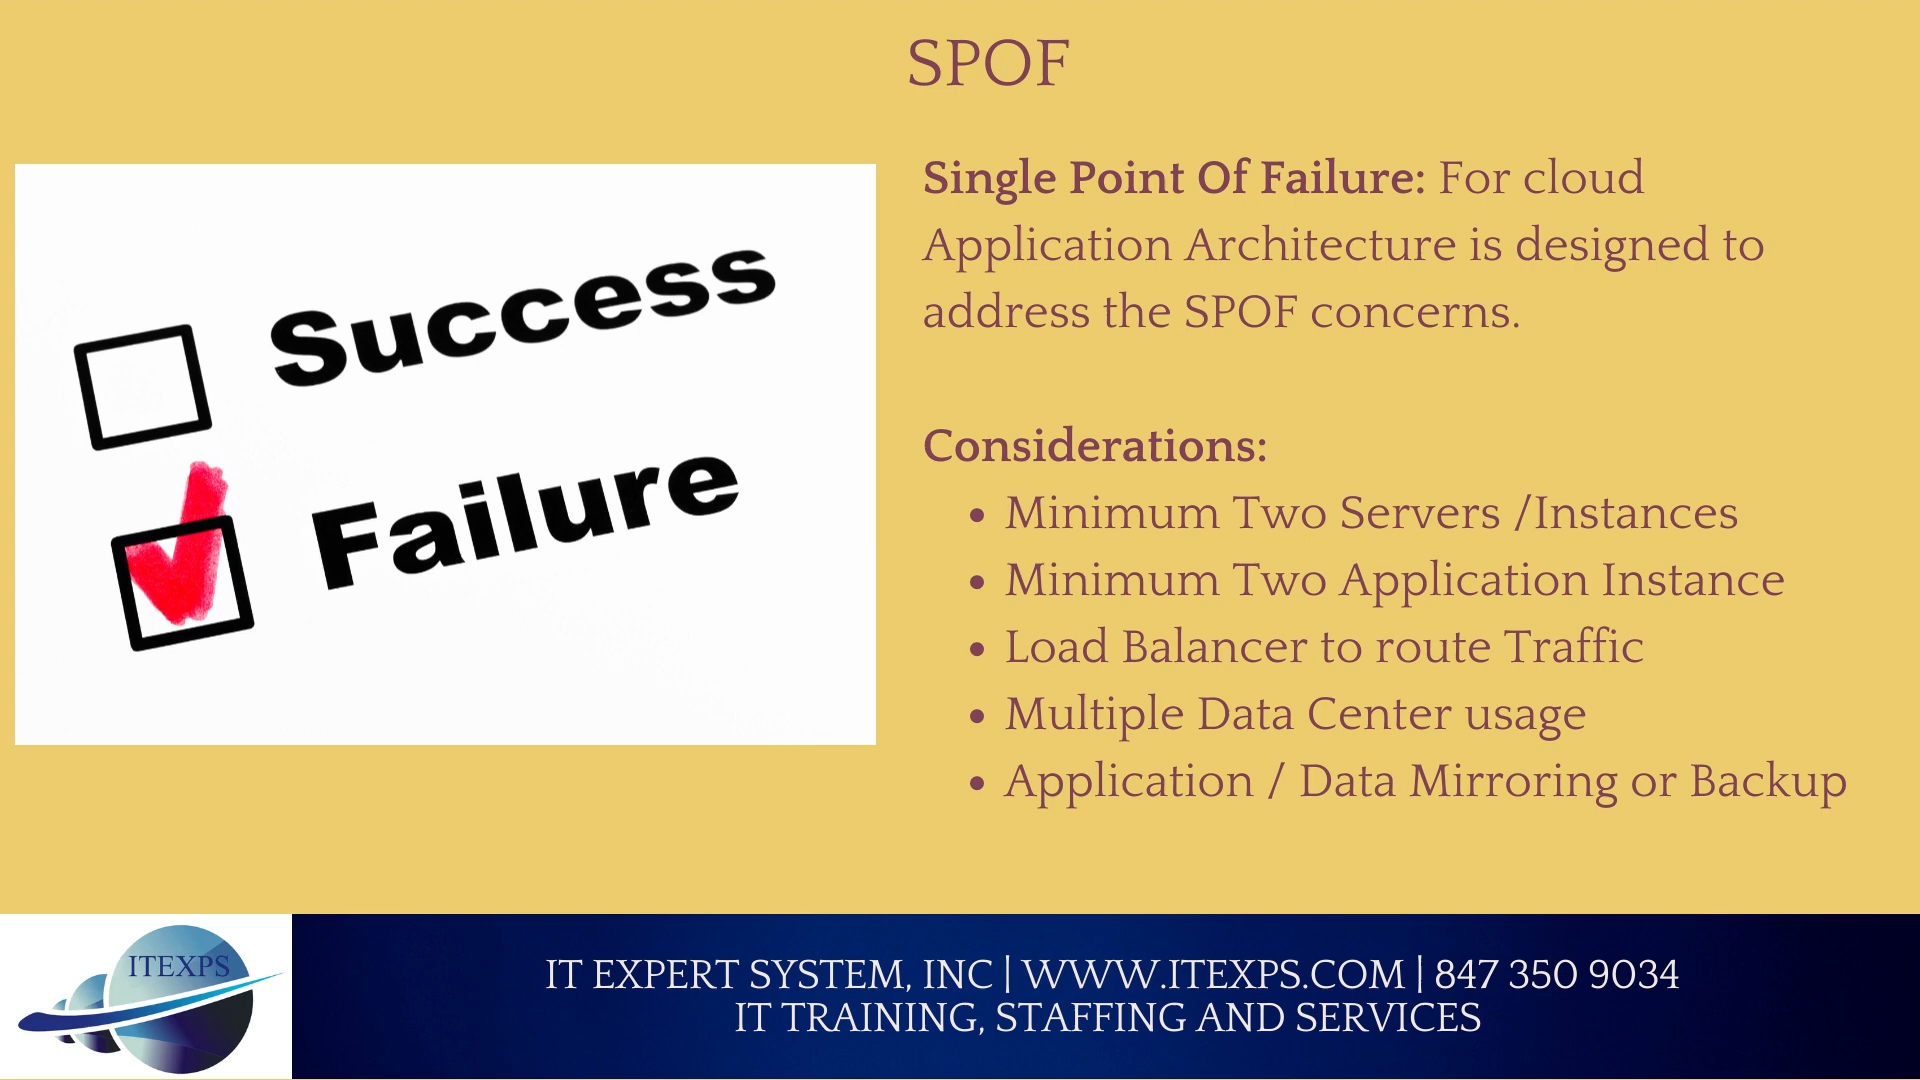 SPOF
Success
Failure
Single Point Of Failure: For cloud
Application Architecture is designed to
address the SPOF concerns.
Considerations:
• Minimum Two Servers /Instances
• Minimum Two Application Instance
• Load Balancer to route Traffic
• Multiple Data Center usage
• Application / Data Mirroring or Backup
ITEXPS
IT EXPERT SYSTEM, INC | WWW.ITEXPS.COM | 847 350 9034
IT TRAINING, STAFFING AND SERVICES